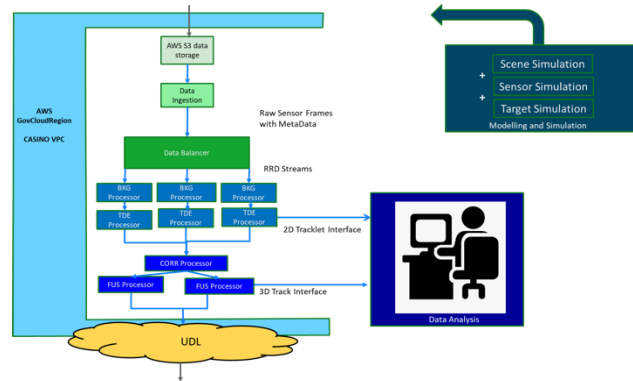 AWS S3 data
storage
Data
Ingestion
AWS
GovCloudRegion
CASINO VPC
Raw Sensor Frames
with MetaData
Data Balancer
RRD Streams
BKG
Processor
BKG
Processor
BKG
Processor
TDE
Processor
TDE
Processor
TDE
Processor
2D Tracklet Interface
CORR Processor
FUS Processor
FUS Processor
3D Track Interface
UDL
Scene Simulation
+
Sensor Simulation
+
Target Simulation
Modelling and Simulation
Data Analysis